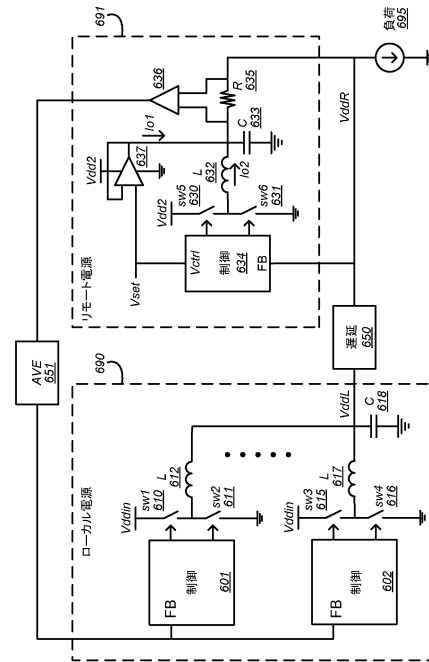 ローカル電源
690
Vddin
sw1
610
L
612
sw2
611
FB
制御
601
Vddin
sw3
615
L
617
sw4
616
FB
制御
602
VddL
C
618
AVE
651
遅延
650
リモート電源
691
Vdd2
637
Io1
636
Vset
Vdd2
sw5
630
L
632
Io2
sw6
631
Vctrl
制御
634
FB
C
633
R
635
VddR
負荷
695